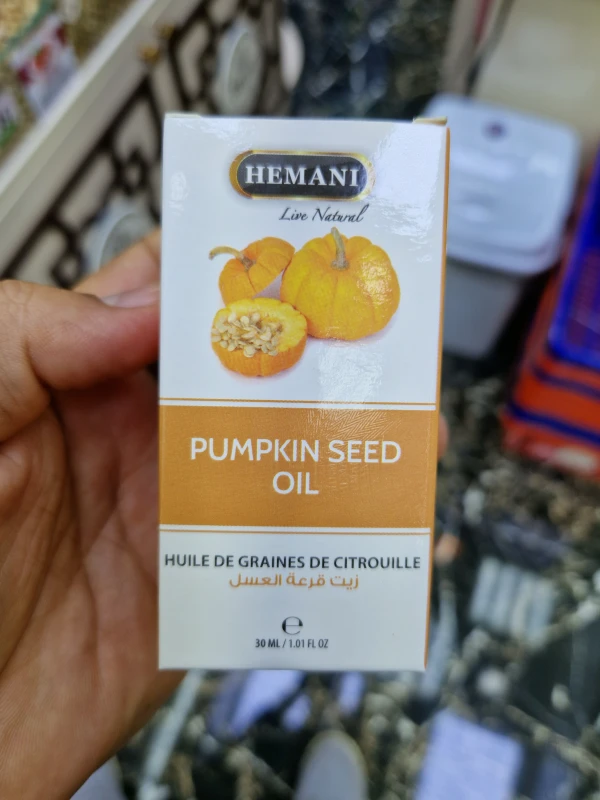 HEMANI
Live Natural
PUMPKIN SEED
OIL
HUILE DE GRAINES DE CITROUILLE
زيت قرعة العسل
℮
30 ML / 1.01 FL OZ